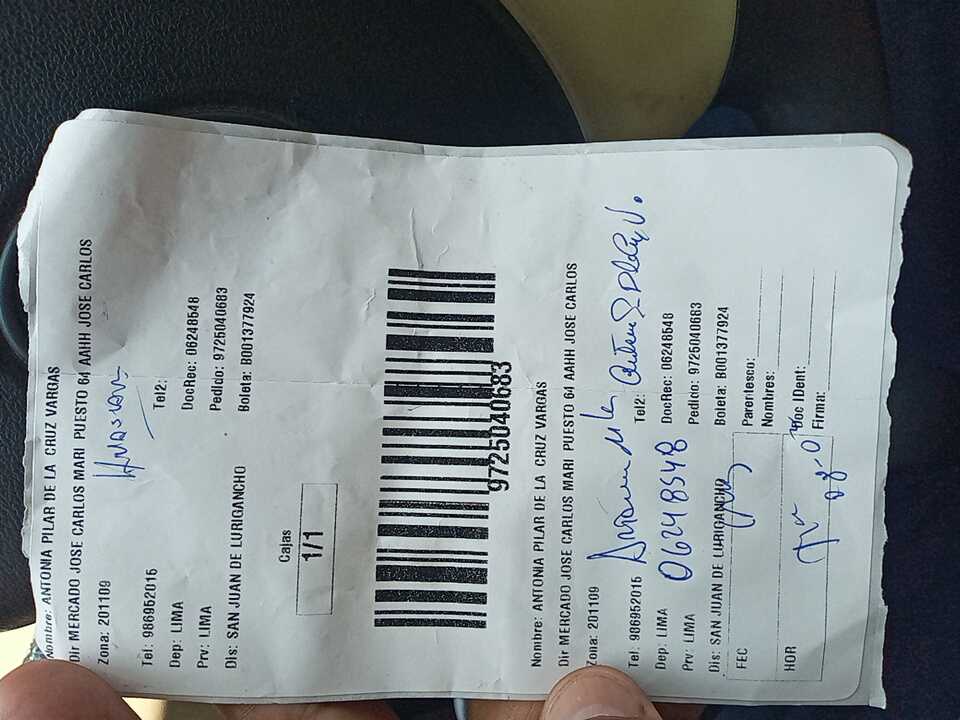 Nombre: ANTONIA PILAR DE LA CRUZ VARGAS
Dir MERCADO JOSE CARLOS MARI PUESTO 64 AAHH JOSE CARLOS
Zona: 201109
Tel: 986952015 Tel2:
Dep: LIMA DocRec: 06248548
Prv: LIMA Pedido: 9725040683
Dis: SAN JUAN DE LURIGANCHO Boleta: B001377924
Cajas
1/1
9725040683
Nombre: ANTONIA PILAR DE LA CRUZ VARGAS
Dir MERCADO JOSE CARLOS MARI PUESTO 64 AAHH JOSE CARLOS
Zona: 201109
Tel: 986952015 Tel2:
Dep: LIMA 06248548 DocRec: 06248548
Prv: LIMA Pedido: 9725040683
Dis: SAN JUAN DE LURIGANCHO Boleta: B001377924
FEC Parentesco:
Nombres:
HOR Doc IDent:
Firma: